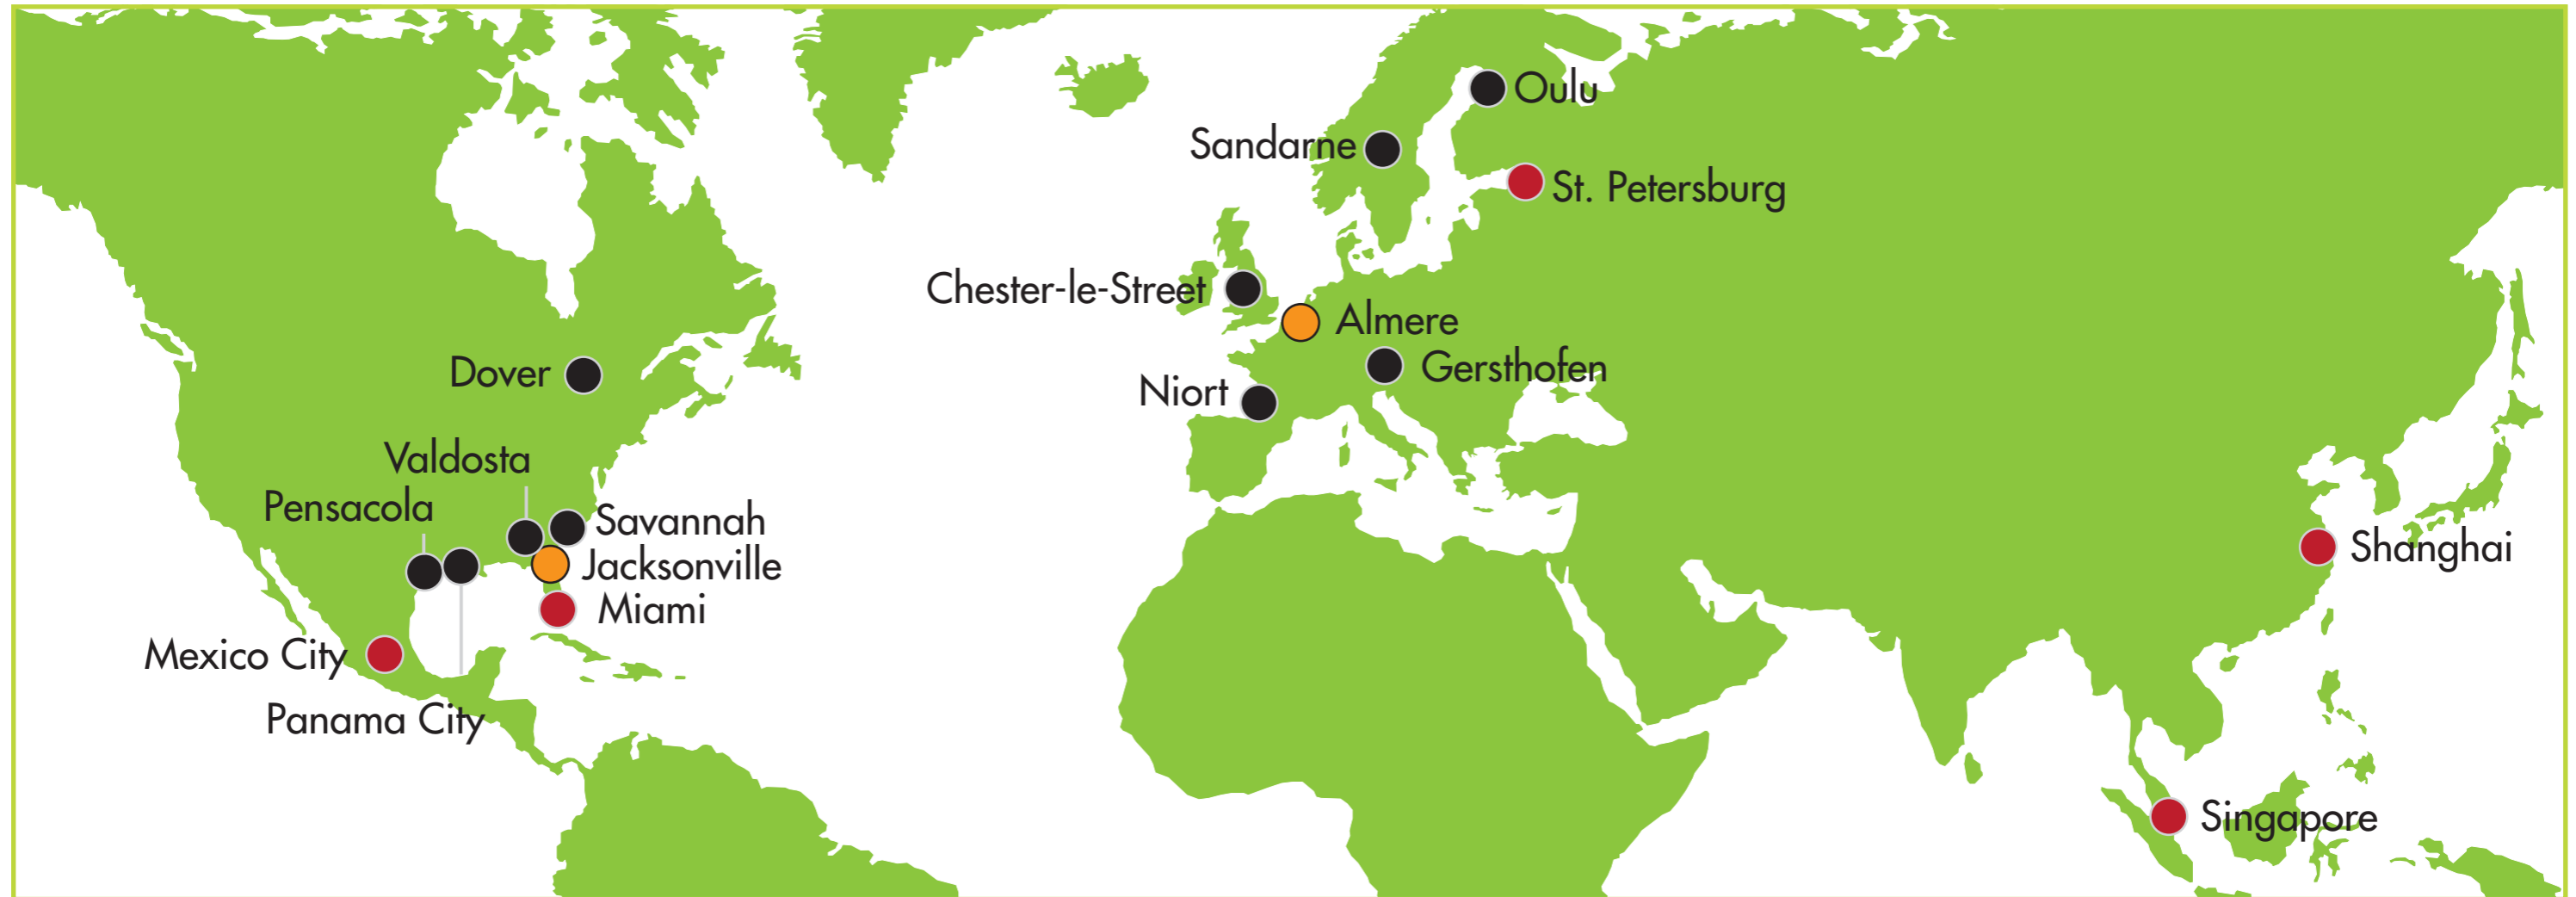 Oulu
Sandarne
St. Petersburg
Chester-le-Street
Almere
Gersthofen
Dover
Niort
Valdosta
Pensacola
Savannah
Jacksonville
Shanghai
Miami
Mexico City
Panama City
Singapore